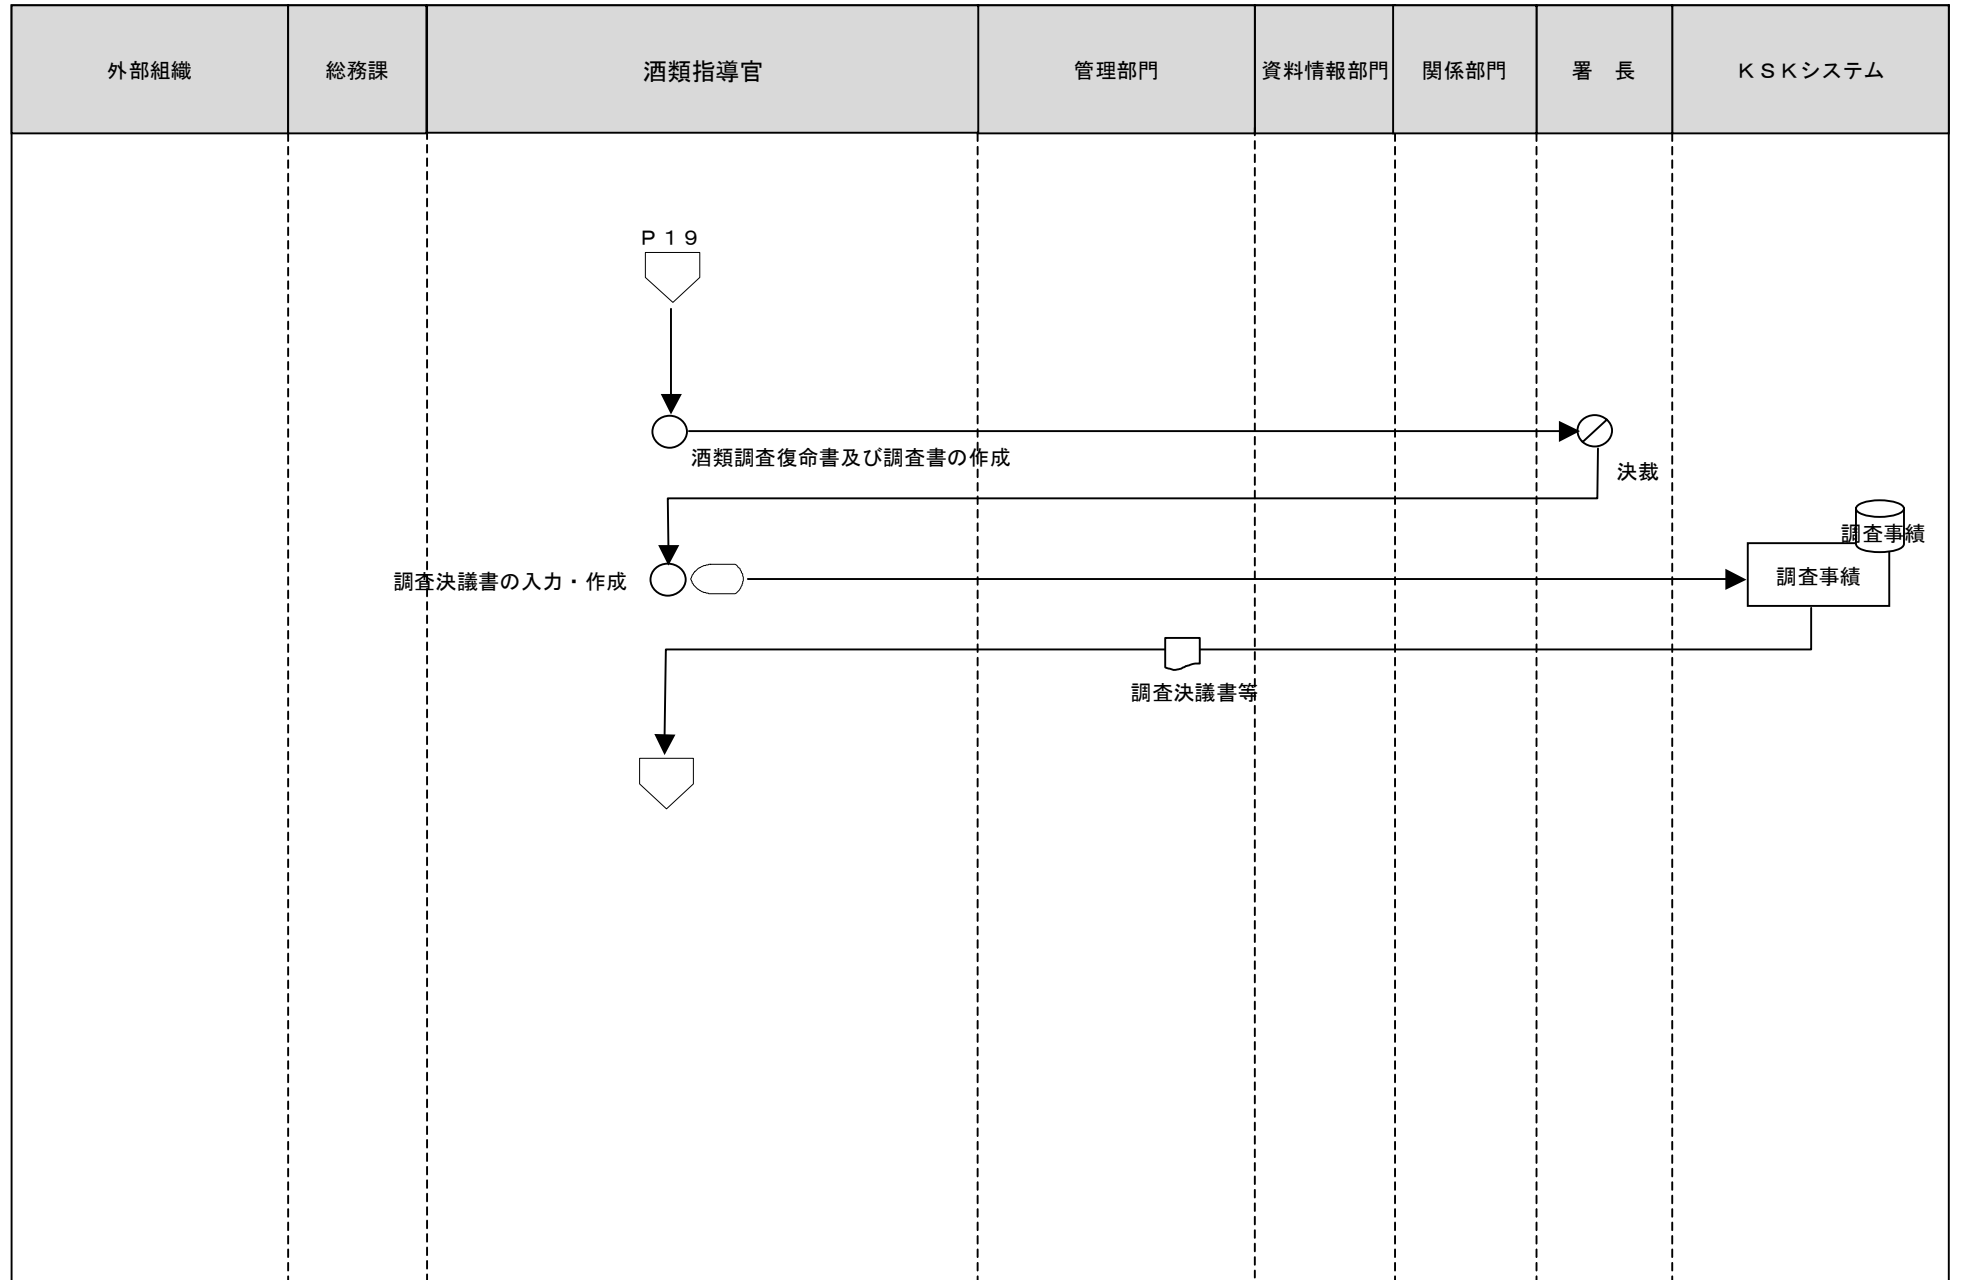 外部組織
総務課
酒類指導官
管理部門
資料情報部門
関係部門
署　長
ＫＳＫシステム
Ｐ１９
酒類調査復命書及び調査書の作成
決裁
調査事績
調査決議書の入力・作成
調査事績
調査決議書等